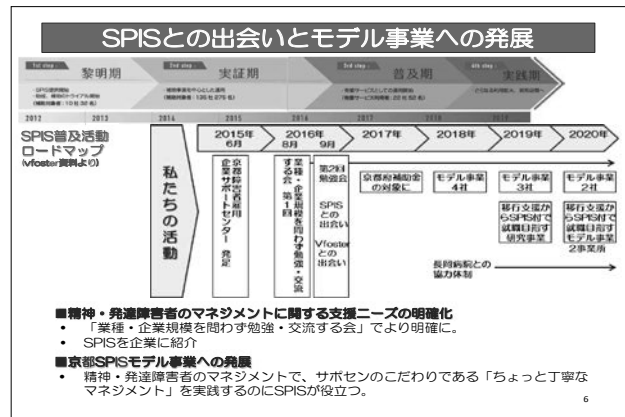 SPISとの出会いとモデル事業への発展
1st step
黎明期
2nd step
実証期
普及期
4th step
実践期
2012
2013
2014
2015
2016
2017
2018
2019
SPIS普及活動
ロードマップ
(vfoster資料より)
私たちの活動
2015年
6月
2016年
8月 9月
2017年
2018年
2019年
2020年
京都障害者雇用
企業サポートセンター 発足
業種・企業規模を問わず勉強・交流
する会 第1回
第2回
勉強会
SPIS
との
出会い
Vfoster
との
出会い
京都府補助金
の対象に
モデル事業
4社
モデル事業
3社
モデル事業
2社
移行支援か
らSPIS付で
就職目指す
研究事業
移行支援か
らSPIS付で
就職目指す
モデル事業
2事業所
長岡病院との
協力体制
■精神・発達障害者のマネジメントに関する支援ニーズの明確化
• 「業種・企業規模を問わず勉強・交流する会」でより明確に。
• SPISを企業に紹介
■京都SPISモデル事業への発展
• 精神・発達障害者のマネジメントで、サポセンのこだわりである「ちょっと丁寧な
マネジメント」を実践するのにSPISが役立つ。
6